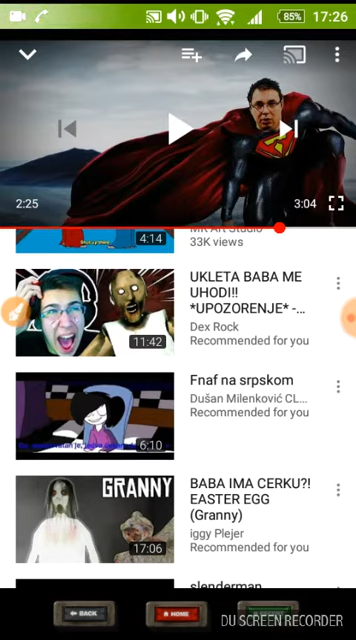 85% 17:26
2:25
3:04
MR Art Studio
33K views
4:14
UKLETA BABA ME
UHODI!!
*UPOZORENJE* -...
Dex Rock
Recommended for you
11:42
Fnaf na srpskom
Dušan Milenković CL...
Recommended for you
6:10
GRANNY
BABA IMA CERKU?!
EASTER EGG
(Granny)
iggy Plejer
Recommended for you
17:06
slenderman
BACK
HOME
DU SCREEN RECORDER